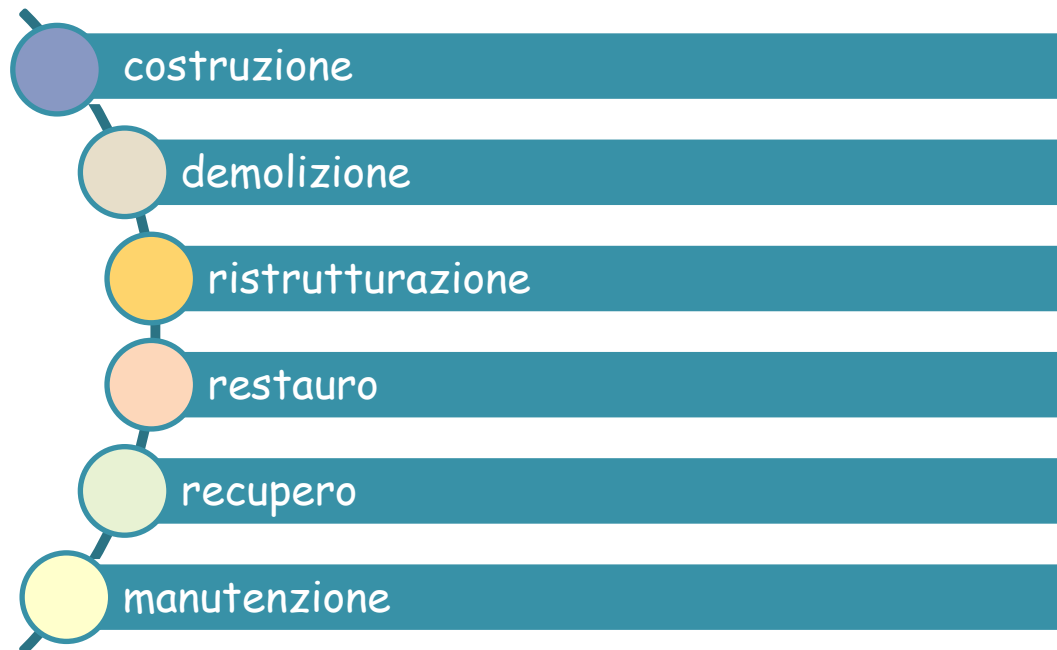 costruzione
demolizione
ristrutturazione
restauro
recupero
manutenzione